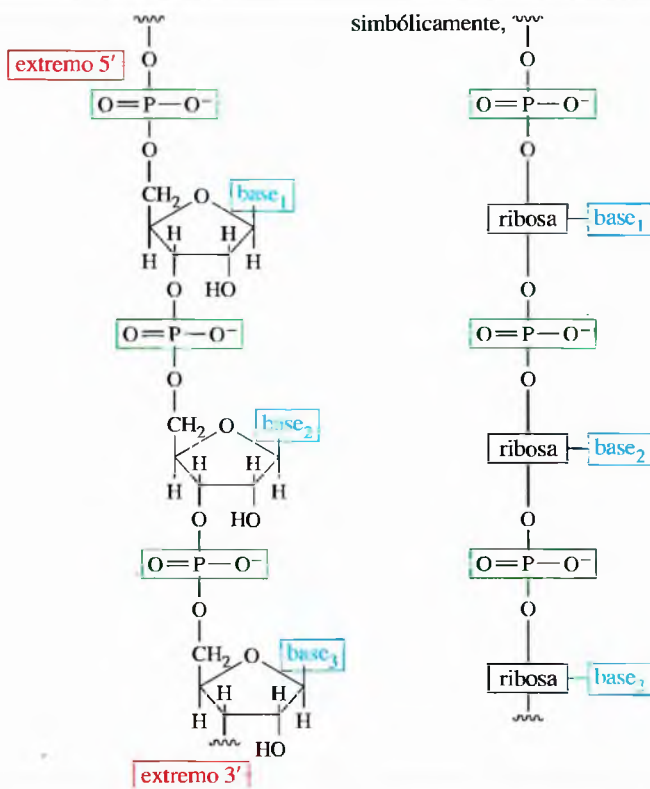 simbólicamente,
O
O
extremo 5′
O=P—O⁻
O=P—O⁻
O
O
CH₂
O
base₁
ribosa
base₁
H
H
H
H
O
HO
O
O=P—O⁻
O=P—O⁻
O
O
CH₂
O
base₂
ribosa
base₂
H
H
H
H
O
HO
O
O=P—O⁻
O=P—O⁻
O
O
CH₂
O
base₃
ribosa
base₃
H
H
H
H
HO
extremo 3′